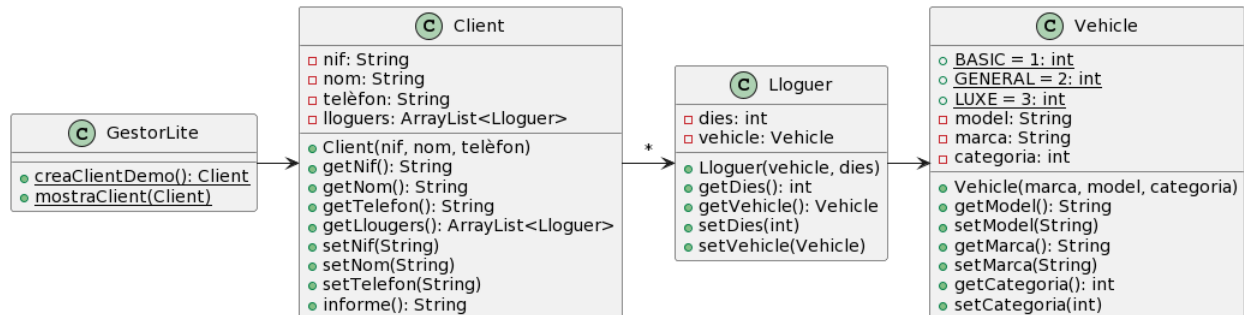 C GestorLite
creaClientDemo(): Client
mostraClient(Client)
C Client
nif: String
nom: String
telèfon: String
lloguers: ArrayList<Lloguer>
Client(nif, nom, telèfon)
getNif(): String
getNom(): String
getTelefon(): String
getLlougers(): ArrayList<Lloguer>
setNif(String)
setNom(String)
setTelefon(String)
informe(): String
*
C Lloguer
dies: int
vehicle: Vehicle
Lloguer(vehicle, dies)
getDies(): int
getVehicle(): Vehicle
setDies(int)
setVehicle(Vehicle)
C Vehicle
BASIC = 1: int
GENERAL = 2: int
LUXE = 3: int
model: String
marca: String
categoria: int
Vehicle(marca, model, categoria)
getModel(): String
setModel(String)
getMarca(): String
setMarca(String)
getCategoria(): int
setCategoria(int)